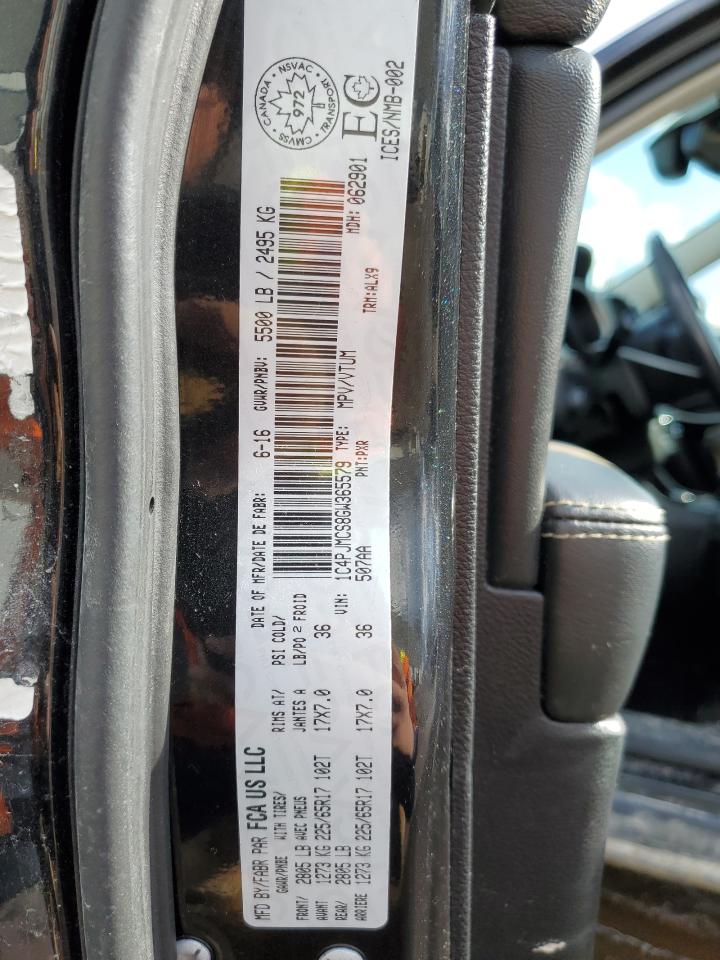 MFD BY/FABR PAR FCA US LLC
DATE OF MFR/DATE DE FABR: 6-16 GVWR/PNBV: 5500 LB / 2495 KG
GAWR/PNBE WITH TIRES/ RIMS AT/ PSI COLD/
AVEC PNEUS JANTES A LB/PO 2 FROID
FRONT/ 2805 LB
AVANT 1273 KG 225/65R17 102T 17X7.0 36
REAR/ 2805 LB
ARRIERE 1273 KG 225/65R17 102T 17X7.0 36
VIN: 1C4PJMCS8GW365579 TYPE: MPV/VTUM
507AA PNT:PXR TRM:ALX9
MDH: 062901
CANADA • NSVAC • TRANSPORT • CMVSS •
972
EC
ICES/NMB-002